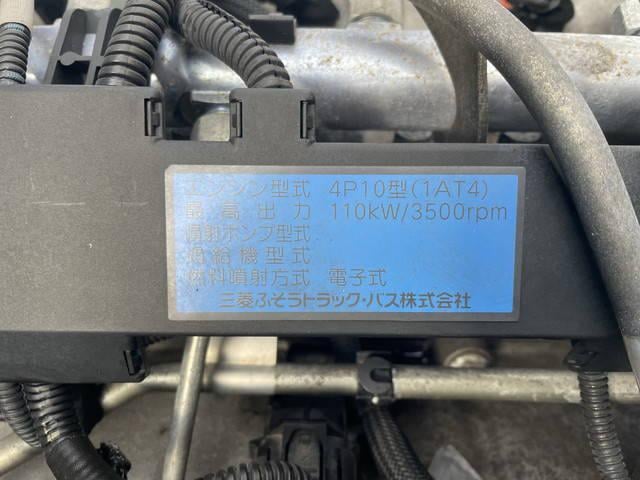 エンジン型式 4P10型(1AT4)
最高出力 110kW/3500rpm
噴射ポンプ型式
過給機型式
燃料噴射方式 電子式
三菱ふそうトラック・バス株式会社